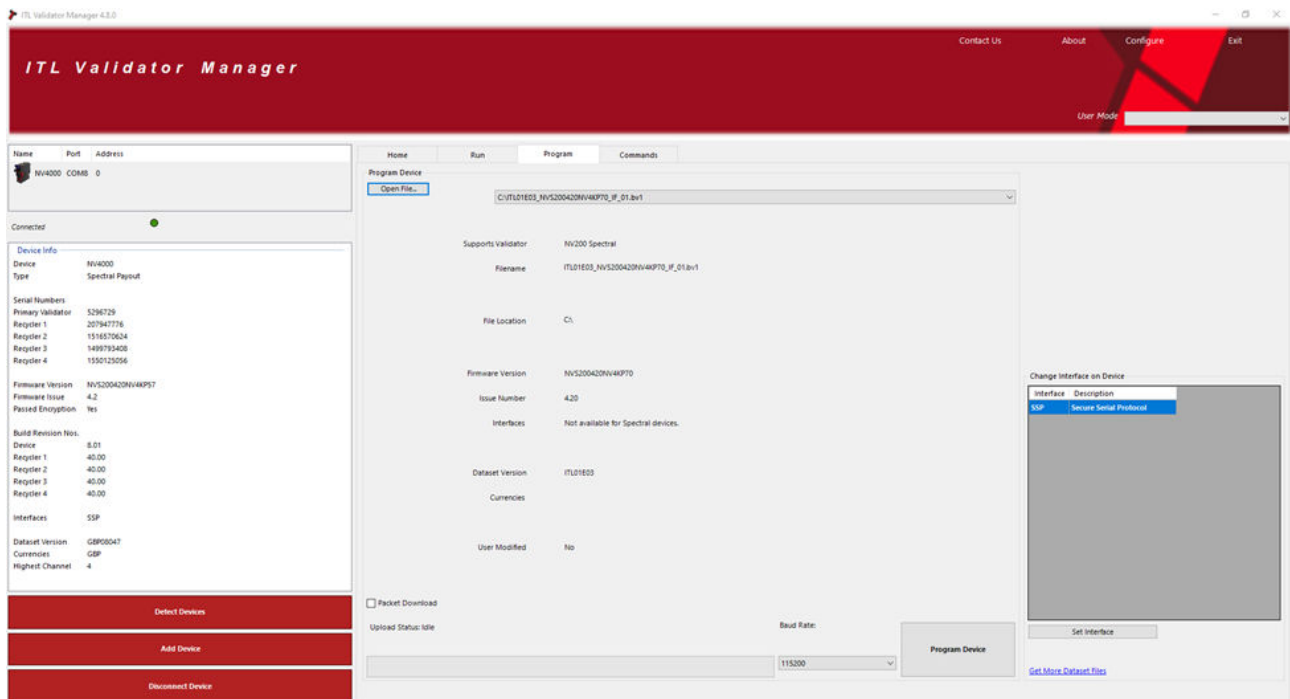 ITL Validator Manager 4.8.0
Contact Us About Configure Exit
ITL Validator Manager
User Mode
Name Port Address
NV4000 COM8 0
Connected
Device Info
Device NV4000
Type Spectral Payout
Serial Numbers
Primary Validator 5296729
Recycler 1 207947776
Recycler 2 1516570624
Recycler 3 1499793408
Recycler 4 1550125056
Firmware Version NVS200420NV4KP57
Firmware Issue 4.2
Passed Encryption Yes
Build Revision Nos.
Device 8.01
Recycler 1 40.00
Recycler 2 40.00
Recycler 3 40.00
Recycler 4 40.00
Interfaces SSP
Dataset Version GBP08047
Currencies GBP
Highest Channel 4
Detect Devices
Add Device
Disconnect Device
Home Run Program Commands
Program Device
Open File...
C:\ITL01E03_NVS200420NV4KP70_IF_01.bv1
Supports Validator NV200 Spectral
Filename ITL01E03_NVS200420NV4KP70_IF_01.bv1
File Location C:\
Firmware Version NVS200420NV4KP70
Issue Number 4.20
Interfaces Not available for Spectral devices.
Dataset Version ITL01E03
Currencies
User Modified No
Packet Download
Upload Status: Idle
Baud Rate:
115200
Program Device
Change Interface on Device
Interface Description
SSP Secure Serial Protocol
Set Interface
Get More Dataset files